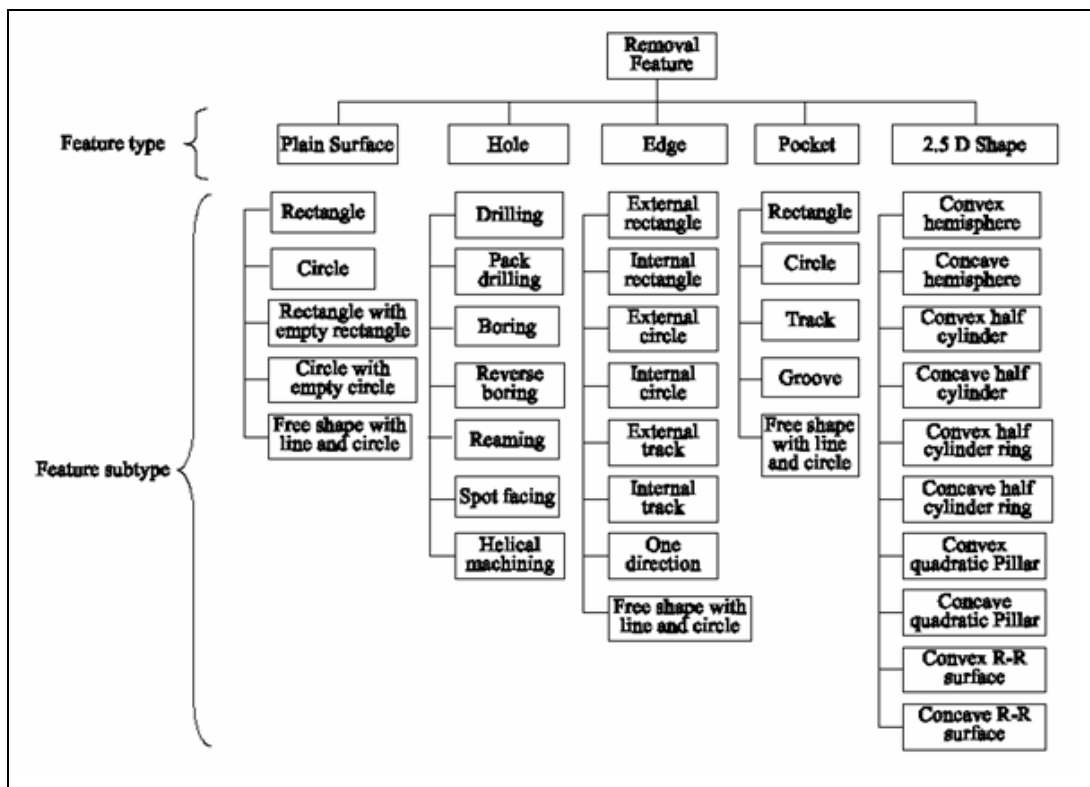 Removal
Feature
Feature type
Plain Surface
Hole
Edge
Pocket
2.5 D Shape
Feature subtype
Rectangle
Circle
Rectangle with
empty rectangle
Circle with
empty circle
Free shape with
line and circle
Drilling
Pack
drilling
Boring
Reverse
boring
Reaming
Spot facing
Helical
machining
External
rectangle
Internal
rectangle
External
circle
Internal
circle
External
track
Internal
track
One
direction
Free shape with
line and circle
Rectangle
Circle
Track
Groove
Free shape
with line
and circle
Convex
hemisphere
Concave
hemisphere
Convex half
cylinder
Concave half
cylinder
Convex half
cylinder ring
Concave half
cylinder ring
Convex
quadratic Pillar
Concave
quadratic Pillar
Convex R-R
surface
Concave R-R
surface